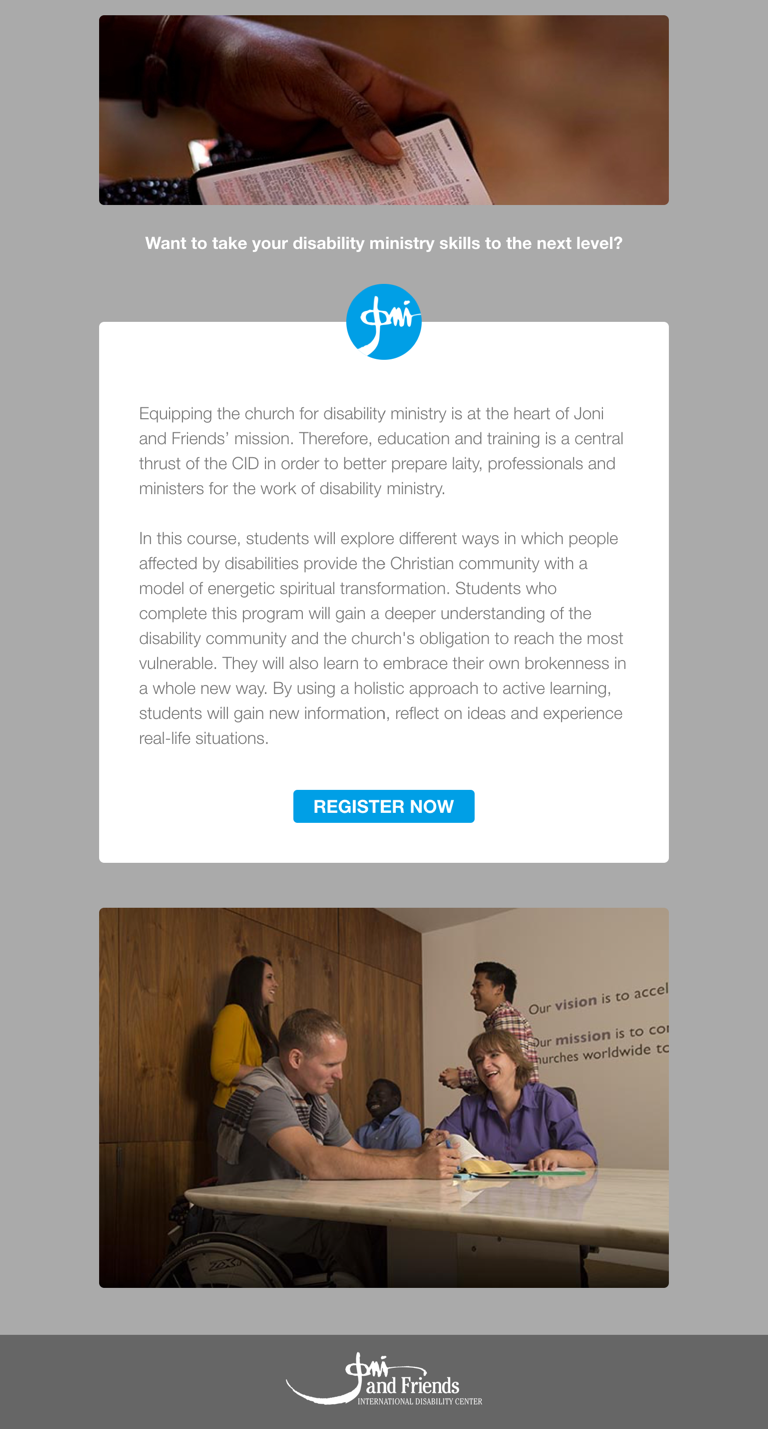 Want to take your disability ministry skills to the next level?
Joni
Equipping the church for disability ministry is at the heart of Joni
and Friends’ mission. Therefore, education and training is a central
thrust of the CID in order to better prepare laity, professionals and
ministers for the work of disability ministry.
In this course, students will explore different ways in which people
affected by disabilities provide the Christian community with a
model of energetic spiritual transformation. Students who
complete this program will gain a deeper understanding of the
disability community and the church's obligation to reach the most
vulnerable. They will also learn to embrace their own brokenness in
a whole new way. By using a holistic approach to active learning,
students will gain new information, reflect on ideas and experience
real-life situations.
REGISTER NOW
Our vision is to accel
Our mission is to con
hurches worldwide to
Joni
and Friends
INTERNATIONAL DISABILITY CENTER